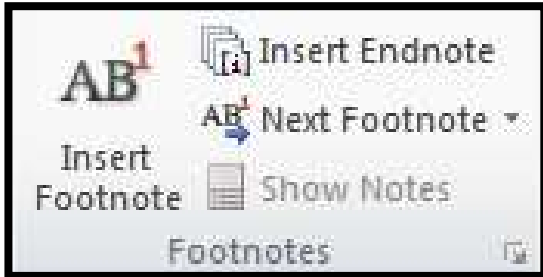 AB1
Insert
Footnote
[i] Insert Endnote
AB1 Next Footnote
Show Notes
Footnotes